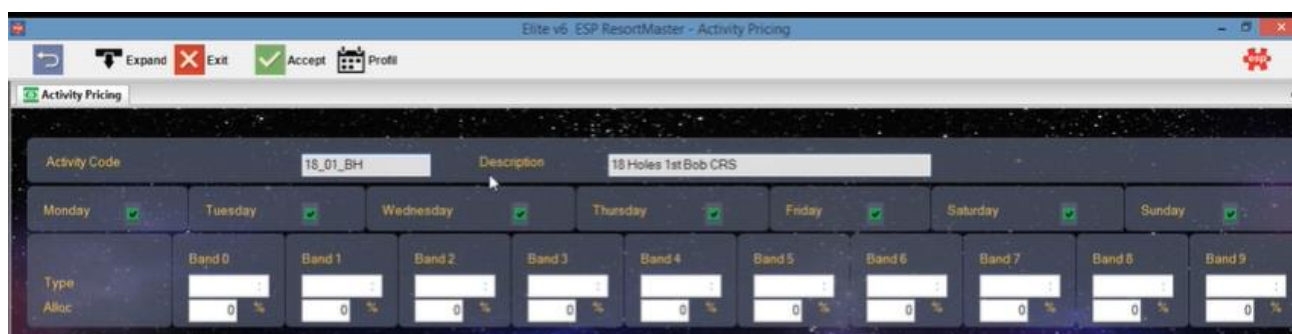 Elite v6 ESP ResortMaster - Activity Pricing
Expand Exit Accept Profil
esp
Activity Pricing
Activity Code 18_01_BH Description 18 Holes 1st Bob CRS
Monday Tuesday Wednesday Thursday Friday Saturday Sunday
Band 0 Band 1 Band 2 Band 3 Band 4 Band 5 Band 6 Band 7 Band 8 Band 9
Type : : : : : : : : : :
Alloc 0 % 0 % 0 % 0 % 0 % 0 % 0 % 0 % 0 % 0 %